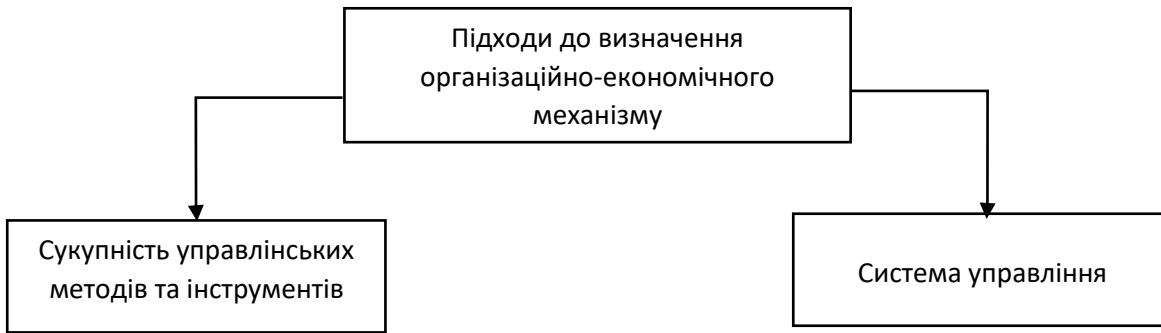 Підходи до визначення
організаційно-економічного
механізму
Сукупність управлінських
методів та інструментів
Система управління